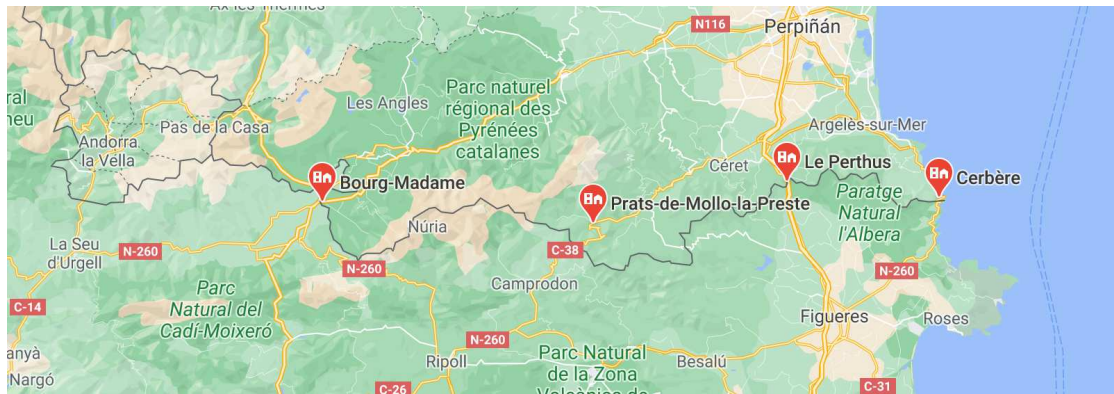 Ax-les-Thermes
N116
Perpiñán
Parc naturel
régional des
Pyrénées
catalanes
Les Angles
Pas de la Casa
Andorra
la Vella
Argelès-sur-Mer
Céret
Le Perthus
Bourg-Madame
Cerbère
Prats-de-Mollo-la-Preste
Paratge
Natural
l'Albera
Núria
La Seu
d'Urgell
N-260
C-38
N-260
N-260
Camprodon
Parc
Natural del
Cadí-Moixeró
C-14
Figueres
Roses
N-260
Ripoll
Parc Natural
de la Zona
Besalú
Nargó
C-26
C-31